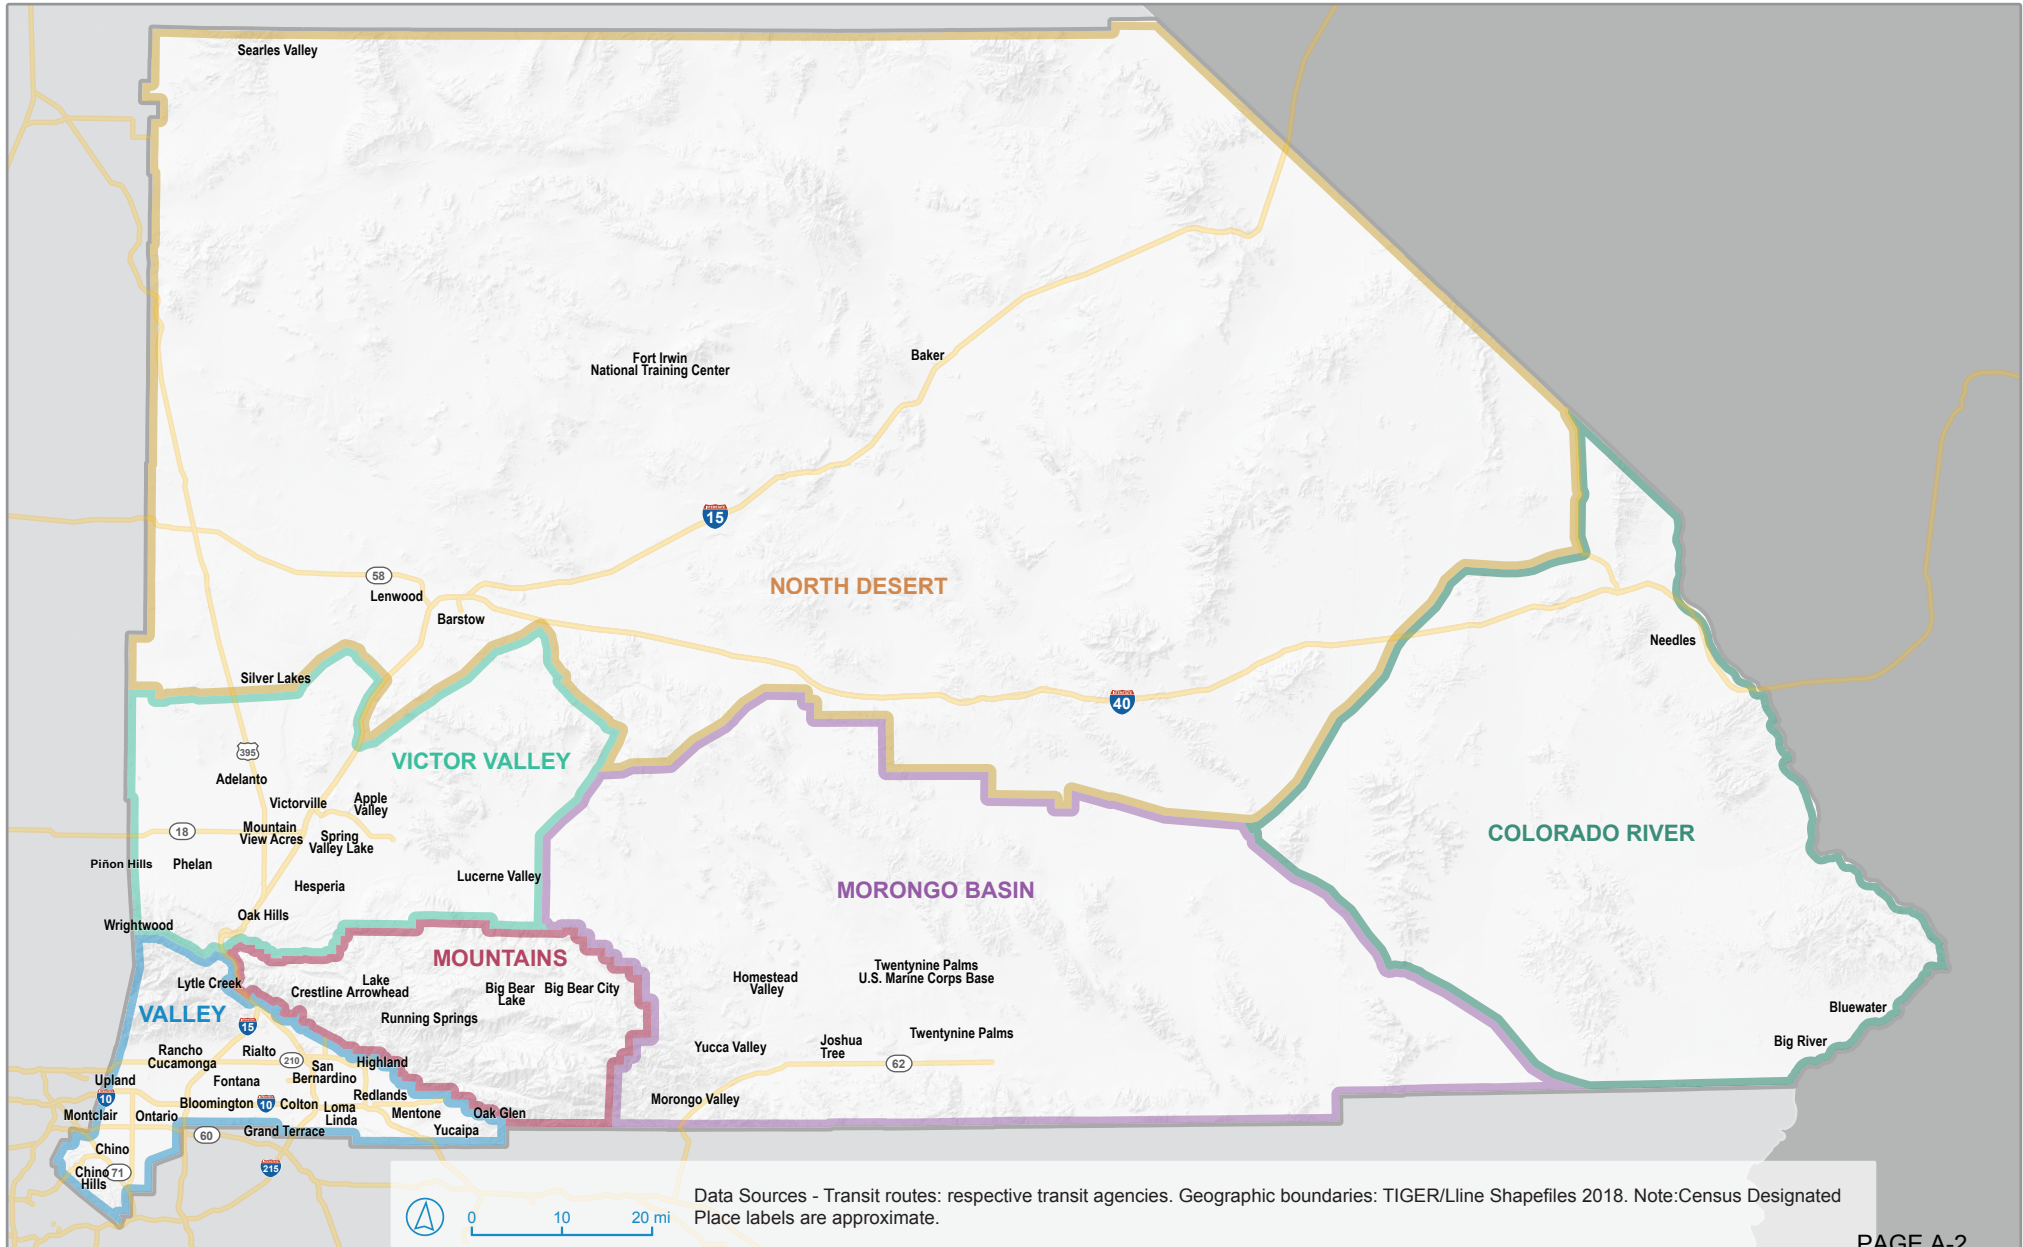 Searles Valley
Fort Irwin
National Training Center
Baker
15
58
Lenwood
NORTH DESERT
Barstow
Needles
Silver Lakes
40
395
VICTOR VALLEY
Adelanto
Victorville
Apple
Valley
18
Mountain
View Acres
Spring
Valley Lake
COLORADO RIVER
Piñon Hills
Phelan
Lucerne Valley
Hesperia
MORONGO BASIN
Oak Hills
Wrightwood
MOUNTAINS
Lytle Creek
Lake
Crestline Arrowhead
Big Bear
Lake
Big Bear City
Homestead
Valley
Twentynine Palms
U.S. Marine Corps Base
VALLEY
15
Running Springs
Bluewater
Twentynine Palms
Yucca Valley
Joshua
Tree
Big River
Rancho
Cucamonga
Rialto
210
San
Bernardino
Highland
62
Upland
Fontana
10
Bloomington
10
Colton
Loma
Linda
Redlands
Mentone
Oak Glen
Morongo Valley
Montclair
Ontario
60
Grand Terrace
Yucaipa
Chino
Chino
Hills
71
215
0
10
20 mi
Data Sources - Transit routes: respective transit agencies. Geographic boundaries: TIGER/Lline Shapefiles 2018. Note:Census Designated
Place labels are approximate.
PAGE A-2